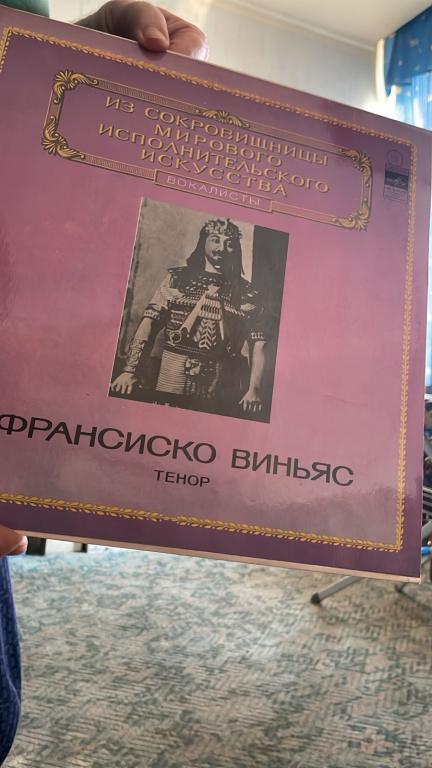 ИЗ СОКРОВИЩНИЦЫ
МИРОВОГО
ИСПОЛНИТЕЛЬСКОГО
ИСКУССТВА
ВОКАЛИСТЫ
ФРАНСИСКО ВИНЬЯС
ТЕНОР